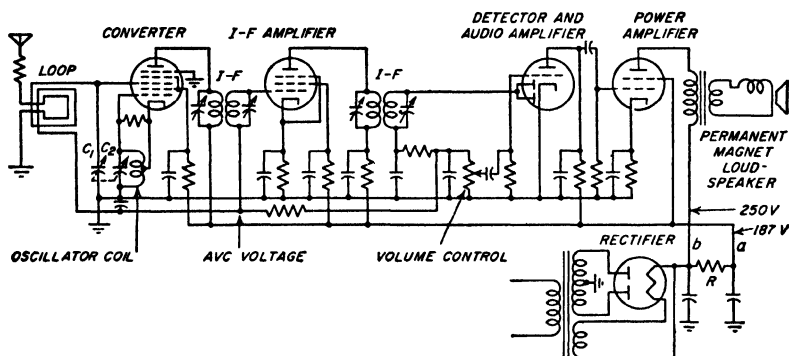 CONVERTER
I-F AMPLIFIER
DETECTOR AND
AUDIO AMPLIFIER
POWER
AMPLIFIER
LOOP
I-F
I-F
C₁ C₂
PERMANENT
MAGNET
LOUD-
SPEAKER
250V
187 V
OSCILLATOR COIL
AVC VOLTAGE
VOLUME CONTROL
RECTIFIER
b
a
R